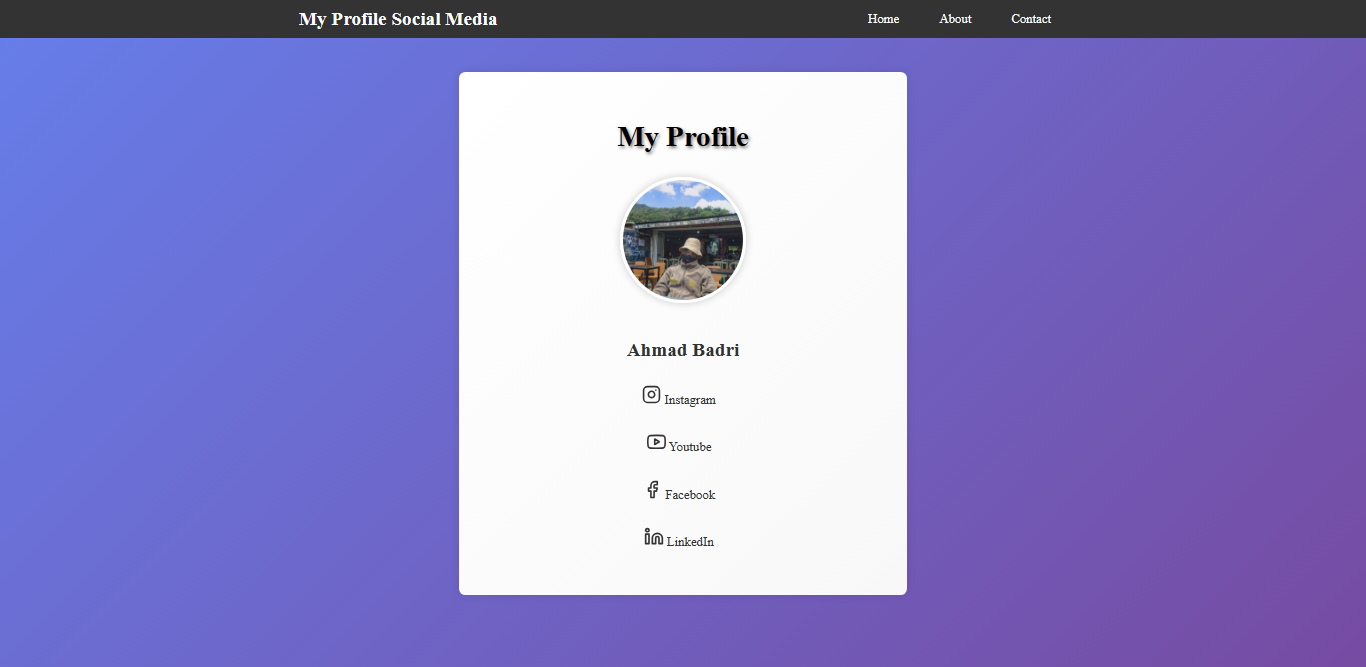 My Profile Social Media
Home About Contact
My Profile
Ahmad Badri
Instagram
Youtube
Facebook
LinkedIn